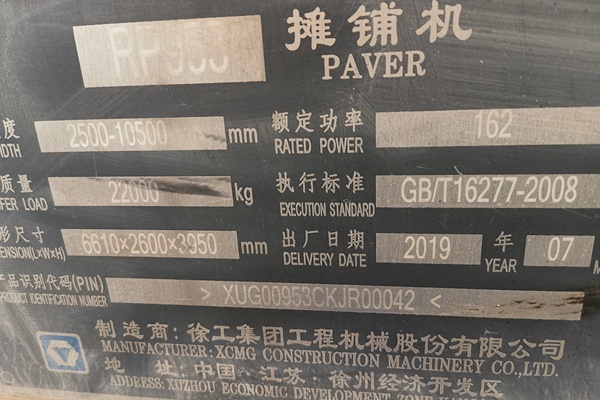 RP953 摊铺机
PAVER
度 2500-10500 mm 额定功率 162
DTH RATED POWER
质量 22000 kg 执行标准 GB/T16277-2008
FER LOAD EXECUTION STANDARD
形尺寸 6610×2600×3950 mm 出厂日期 2019 年 07
ENSION(L×W×H) DELIVERY DATE YEAR M
产品识别代码(PIN) > XUG00953CKJR00042 <
PRODUCT IDENTIFICATION NUMBER
制造商:徐工集团工程机械股份有限公司
MANUFACTURER: XCMG CONSTRUCTION MACHINERY CO.,LTD.
地 址:中国·江苏·徐州经济开发区
ADDRESS: XUZHOU ECONOMIC DEVELOPMENT ZONE